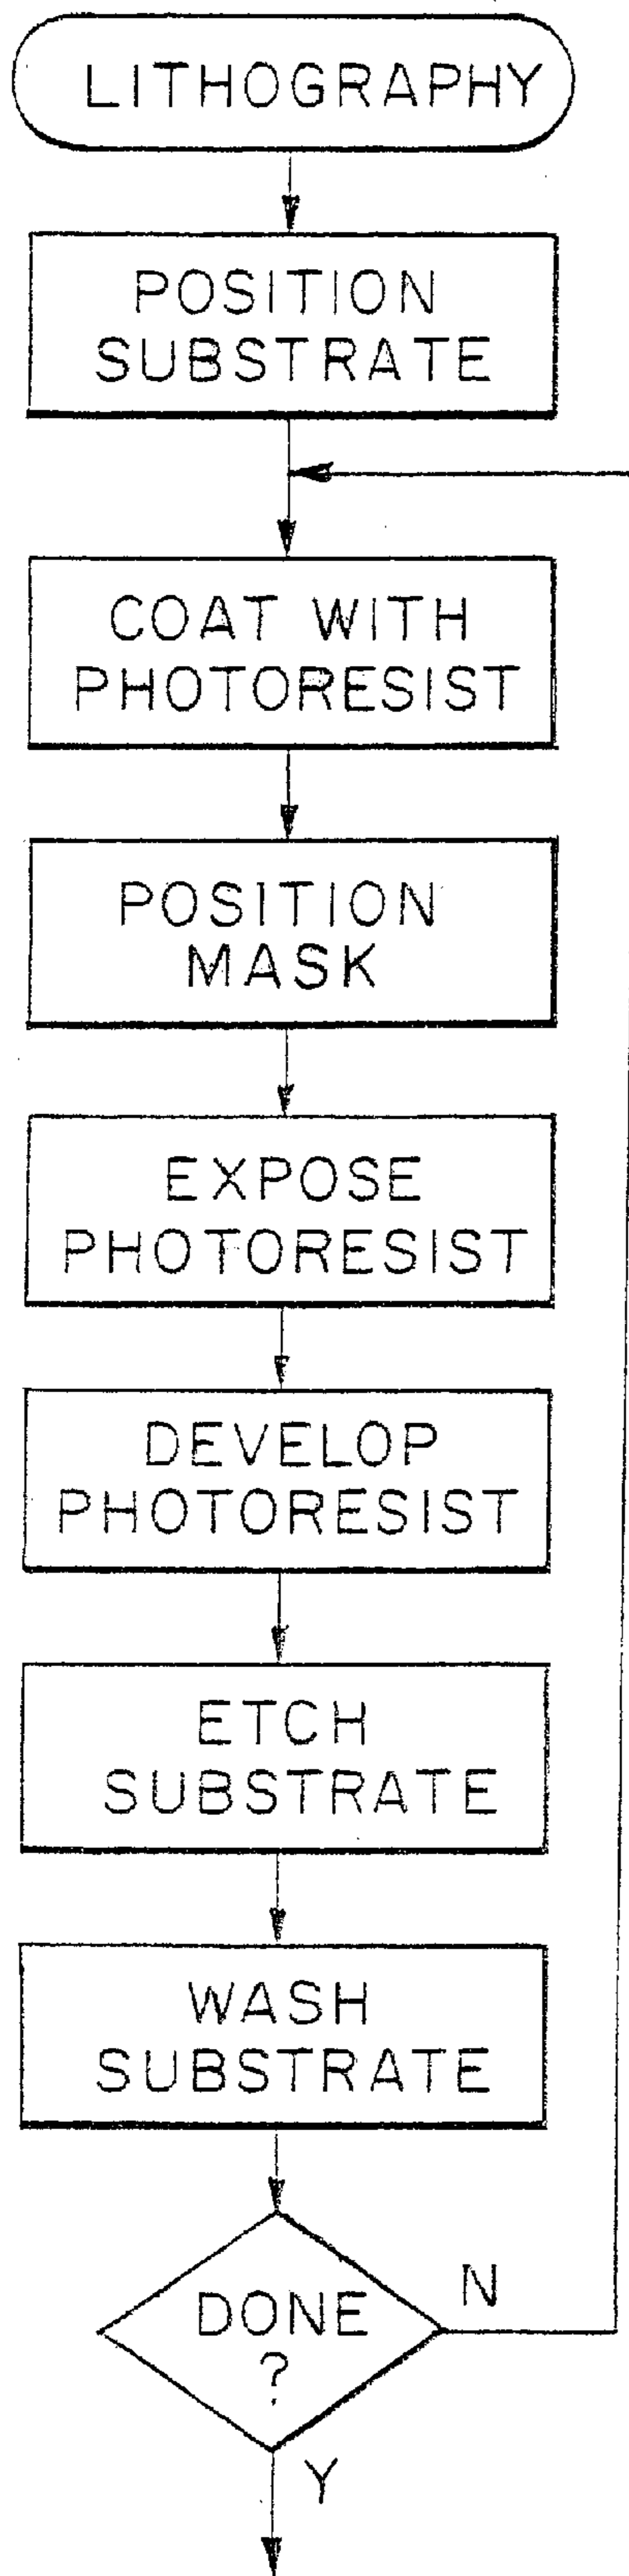 LITHOGRAPHY
POSITION
SUBSTRATE
COAT WITH
PHOTORESIST
POSITION
MASK
EXPOSE
PHOTORESIST
DEVELOP
PHOTORESIST
ETCH
SUBSTRATE
WASH
SUBSTRATE
DONE
?
N
Y